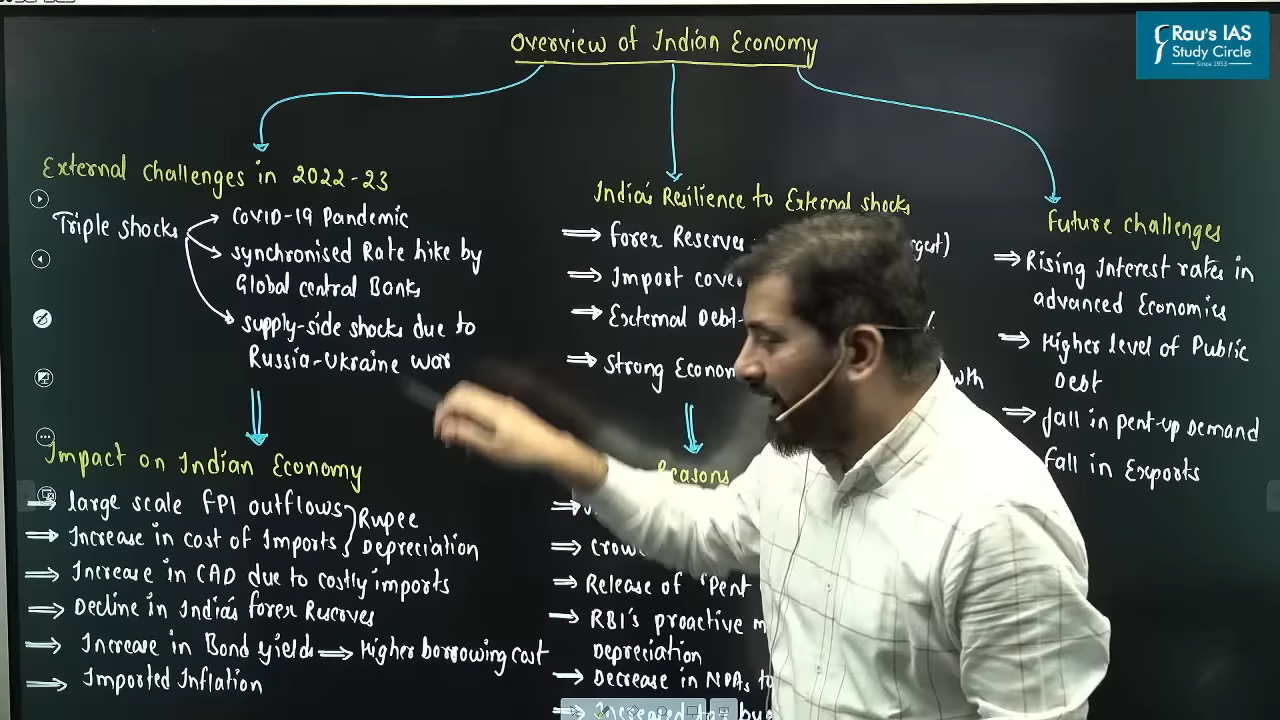 Overview of Indian Economy
Rau's IAS
Study Circle
Since 1953
External challenges in 2022-23
Triple shocks
COVID-19 Pandemic
synchronised Rate hike by
Global central Banks
supply-side shocks due to
Russia-Ukraine war
Impact on Indian Economy
large scale FPI outflows
Increase in cost of Imports
Rupee
Depreciation
Increase in CAD due to costly imports
Decline in India's forex Reserves
Increase in Bond yields Higher borrowing cost
Imported Inflation
India's Resilience to External shocks
Forex Reserves
Import
External Debt
Strong
Reasons
Release of 'Pent
RBI's proactive
depreciation
Decrease in NPAs
Increased
Future challenges
Rising Interest rates in
advanced Economies
Higher level of Public
Debt
fall in pent-up Demand
fall in Exports